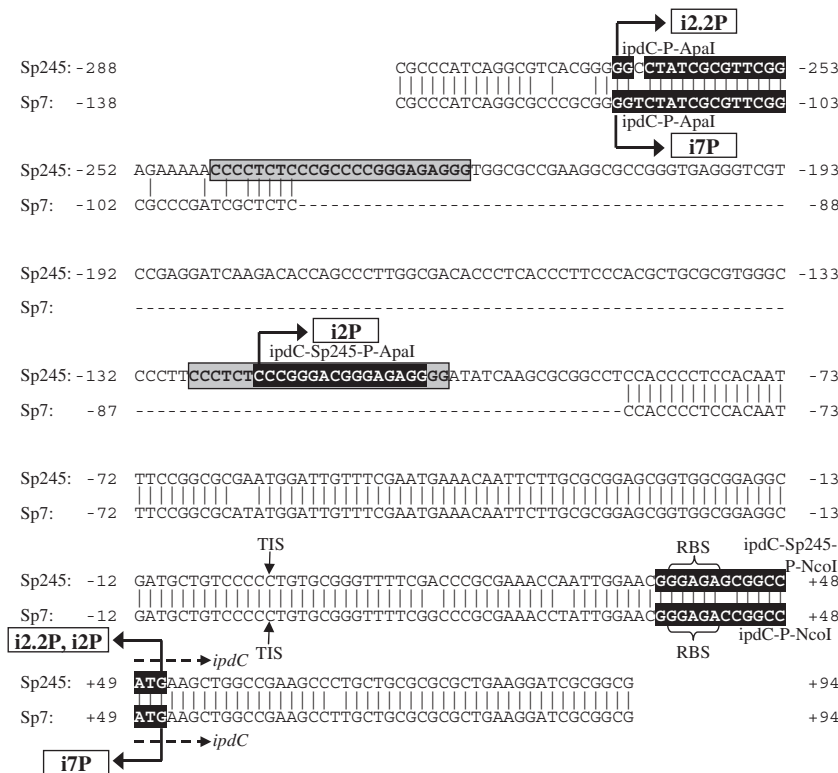 i2.2P
ipdC-P-ApaI
Sp245: -288 CGCCCATCAGGCGTCACGGGGGCCTATCGCGTTCGG -253
Sp7: -138 CGCCCATCAGGCGCCCGCGGGGTCTATCGCGTTCGG -103
ipdC-P-ApaI
i7P
Sp245: -252 AGAAAAACCCCTCTCCCGCCCCGGGAGAGGGTGGCGCCGAAGGCGCCGGGTGAGGGTCGT -193
Sp7: -102 CGCCCGATCGCTCTC--------------------------------------------- -88
Sp245: -192 CCGAGGATCAAGACACCAGCCCTTGGCGACACCCTCACCCTTCCCACGCTGCGCGTGGGC -133
Sp7: ------------------------------------------------------------
i2P
ipdC-Sp245-P-ApaI
Sp245: -132 CCCTTCCCTCTCCCGGGACGGGAGAGGGGATATCAAGCGCGGCCTCCACCCCTCCACAAT -73
Sp7: -87 ---------------------------------------------CCACCCCTCCACAAT -73
Sp245: -72 TTCCGGCGCGAATGGATTGTTTCGAATGAAACAATTCTTGCGCGGAGCGGTGGCGGAGGC -13
Sp7: -72 TTCCGGCGCATATGGATTGTTTCGAATGAAACAATTCTTGCGCGGAGCGGTGGCGGAGGC -13
TIS RBS ipdC-Sp245-P-NcoI
Sp245: -12 GATGCTGTCCCCCTGTGCGGGTTTTCGACCCGCGAAACCAATTGGAACGGGAGAGCGGCC +48
Sp7: -12 GATGCTGTCCCCCTGTGCGGGTTTTCGGCCCGCGAAACCTATTGGAACGGGAGACCGGCC +48
TIS RBS ipdC-P-NcoI
i2.2P, i2P
ipdC
Sp245: +49 ATGAAGCTGGCCGAAGCCCTGCTGCGCGCGCTGAAGGATCGCGGCG +94
Sp7: +49 ATGAAGCTGGCCGAAGCCTTGCTGCGCGCGCTGAAGGATCGCGGCG +94
ipdC
i7P